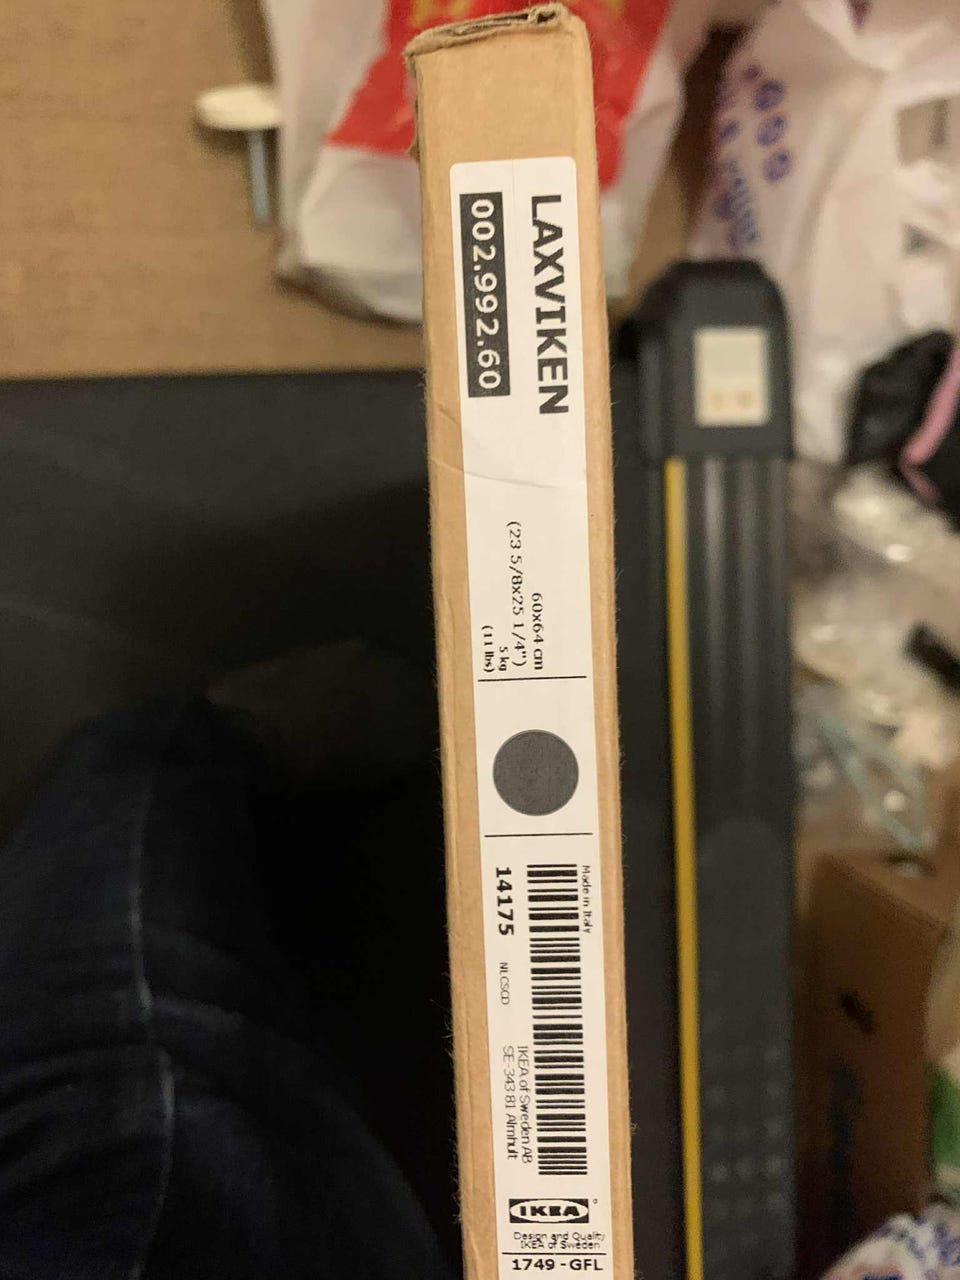 LAXVIKEN
002.992.60
60x64 cm
(23 5/8x25 1/4")
5 kg
(11 lbs)
Made in Italy
14175
NLCSCD
IKEA of Sweden AB
SE-343 81 Älmhult
IKEA®
Design and Quality
IKEA of Sweden
1749 - GFL